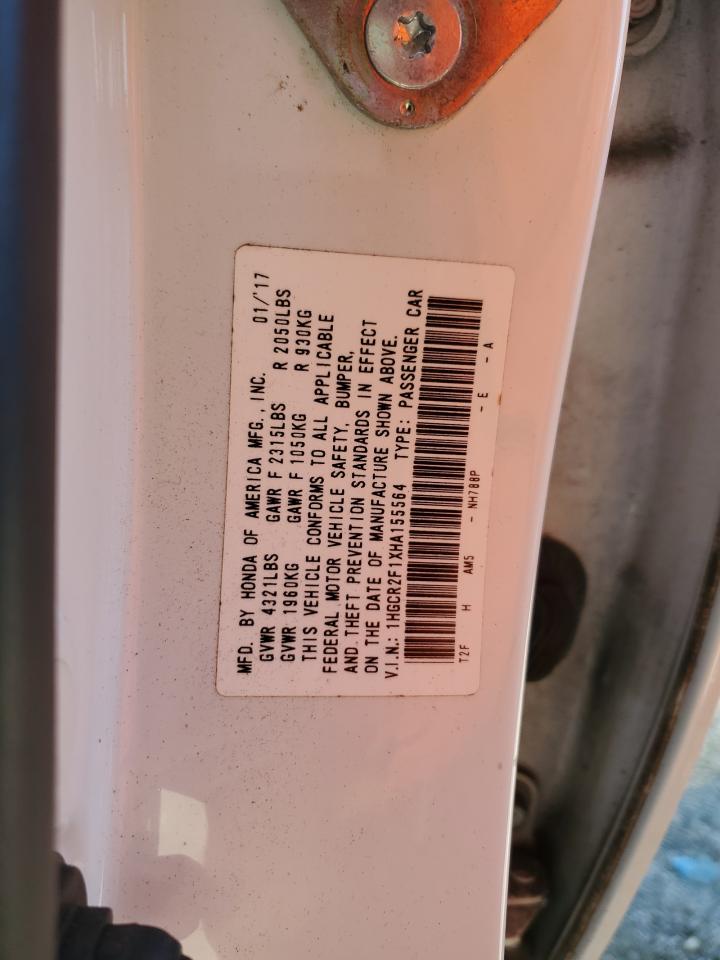 MFD. BY HONDA OF AMERICA MFG., INC. 01/'17
GVWR 4321LBS GAWR F 2315LBS R 2050LBS
GVWR 1960KG GAWR F 1050KG R 930KG
THIS VEHICLE CONFORMS TO ALL APPLICABLE
FEDERAL MOTOR VEHICLE SAFETY, BUMPER,
AND THEFT PREVENTION STANDARDS IN EFFECT
ON THE DATE OF MANUFACTURE SHOWN ABOVE.
V.I.N.: 1HGCR2F1XHA155564 TYPE: PASSENGER CAR
T2F H AM5 - NH788P - E - A